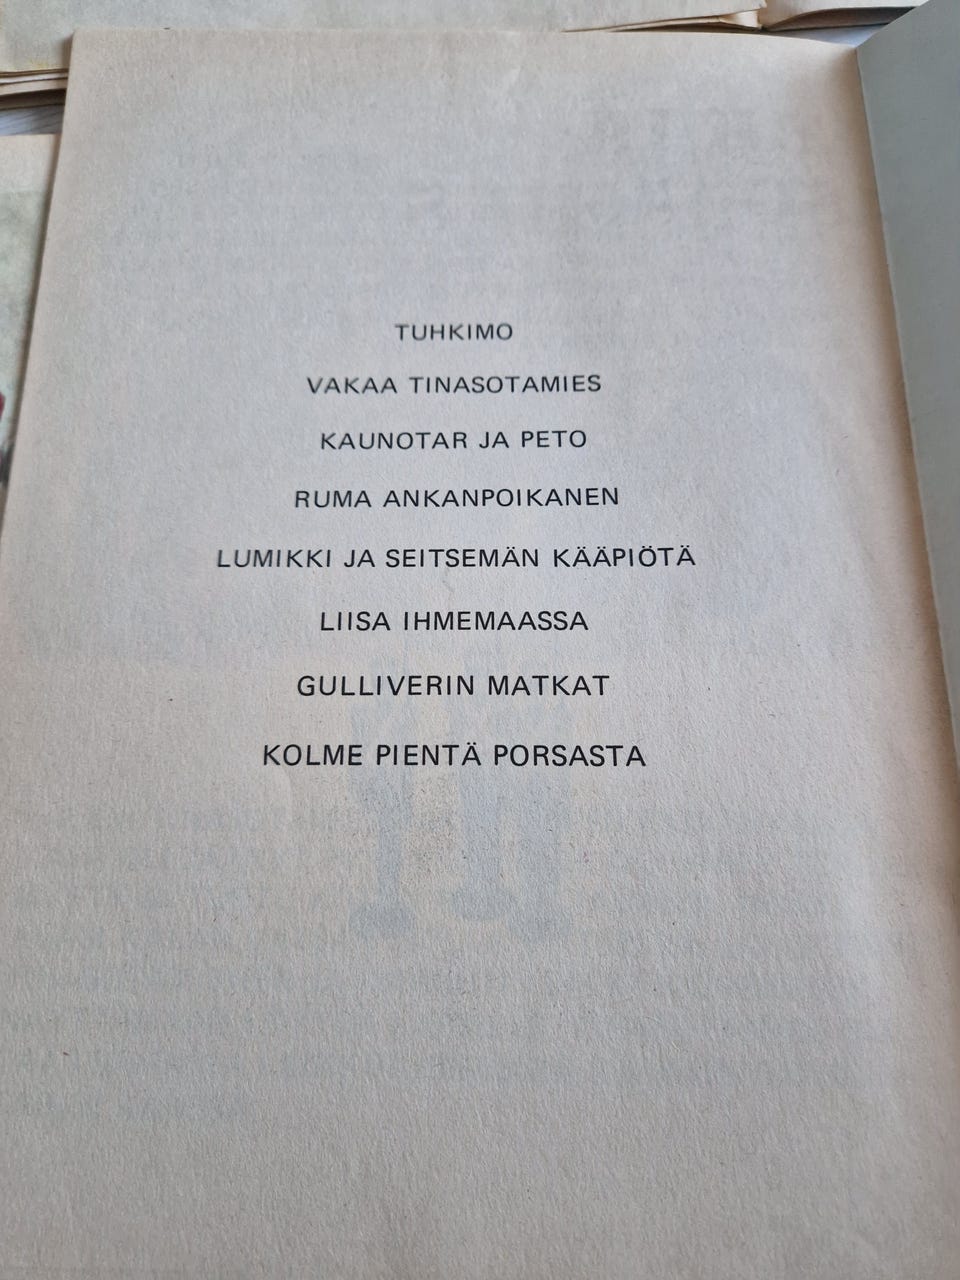 TUHKIMO
VAKAA TINASOTAMIES
KAUNOTAR JA PETO
RUMA ANKANPOIKANEN
LUMIKKI JA SEITSEMÄN KÄÄPIÖTÄ
LIISA IHMEMAASSA
GULLIVERIN MATKAT
KOLME PIENTÄ PORSASTA